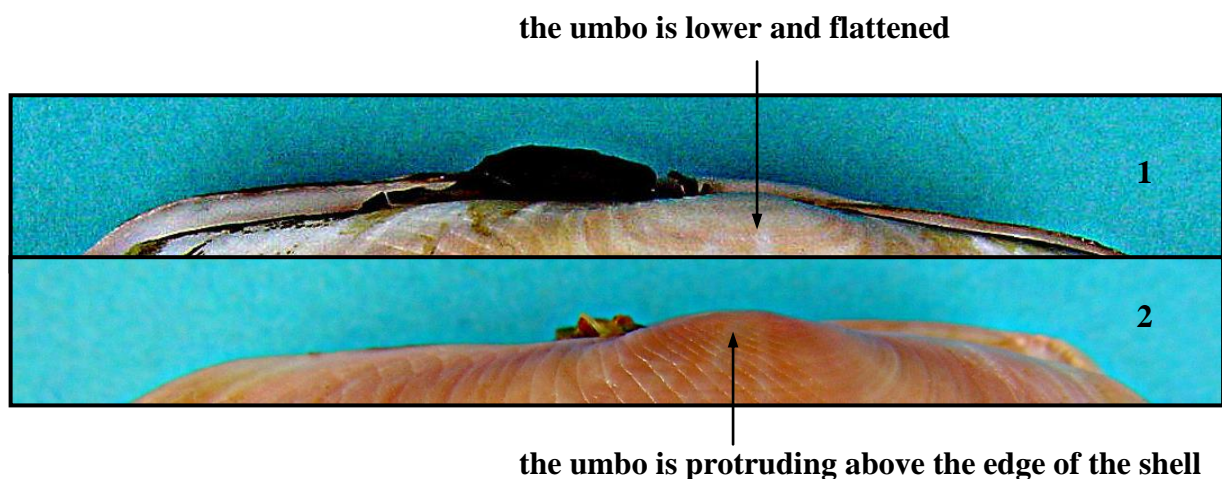 the umbo is lower and flattened
1
2
the umbo is protruding above the edge of the shell